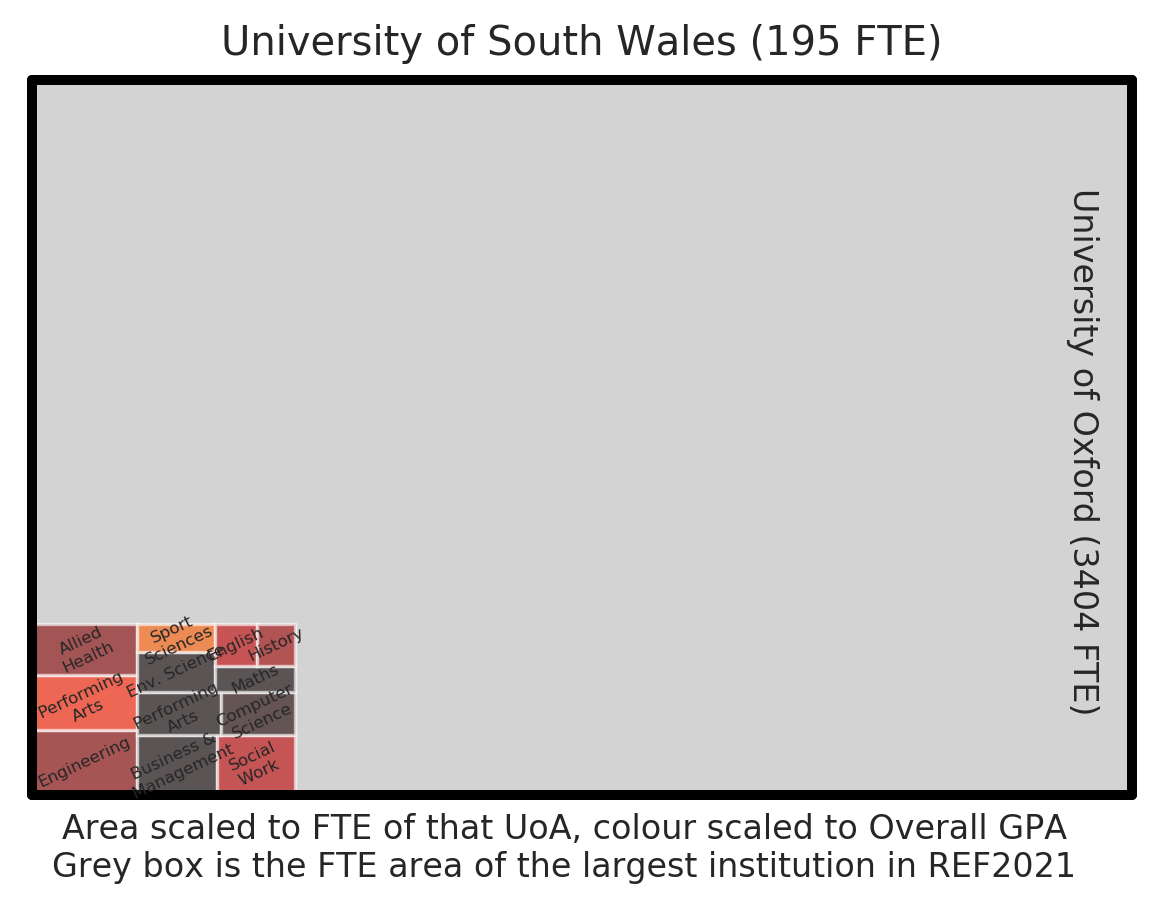 University of South Wales (195 FTE)
University of Oxford (3404 FTE)
Allied
Health
Sport
Sciences
English
History
Env. Science
Maths
Performing
Arts
Performing
Arts
Computer
Science
Engineering
Business &
Management
Social
Work
Area scaled to FTE of that UoA, colour scaled to Overall GPA
Grey box is the FTE area of the largest institution in REF2021